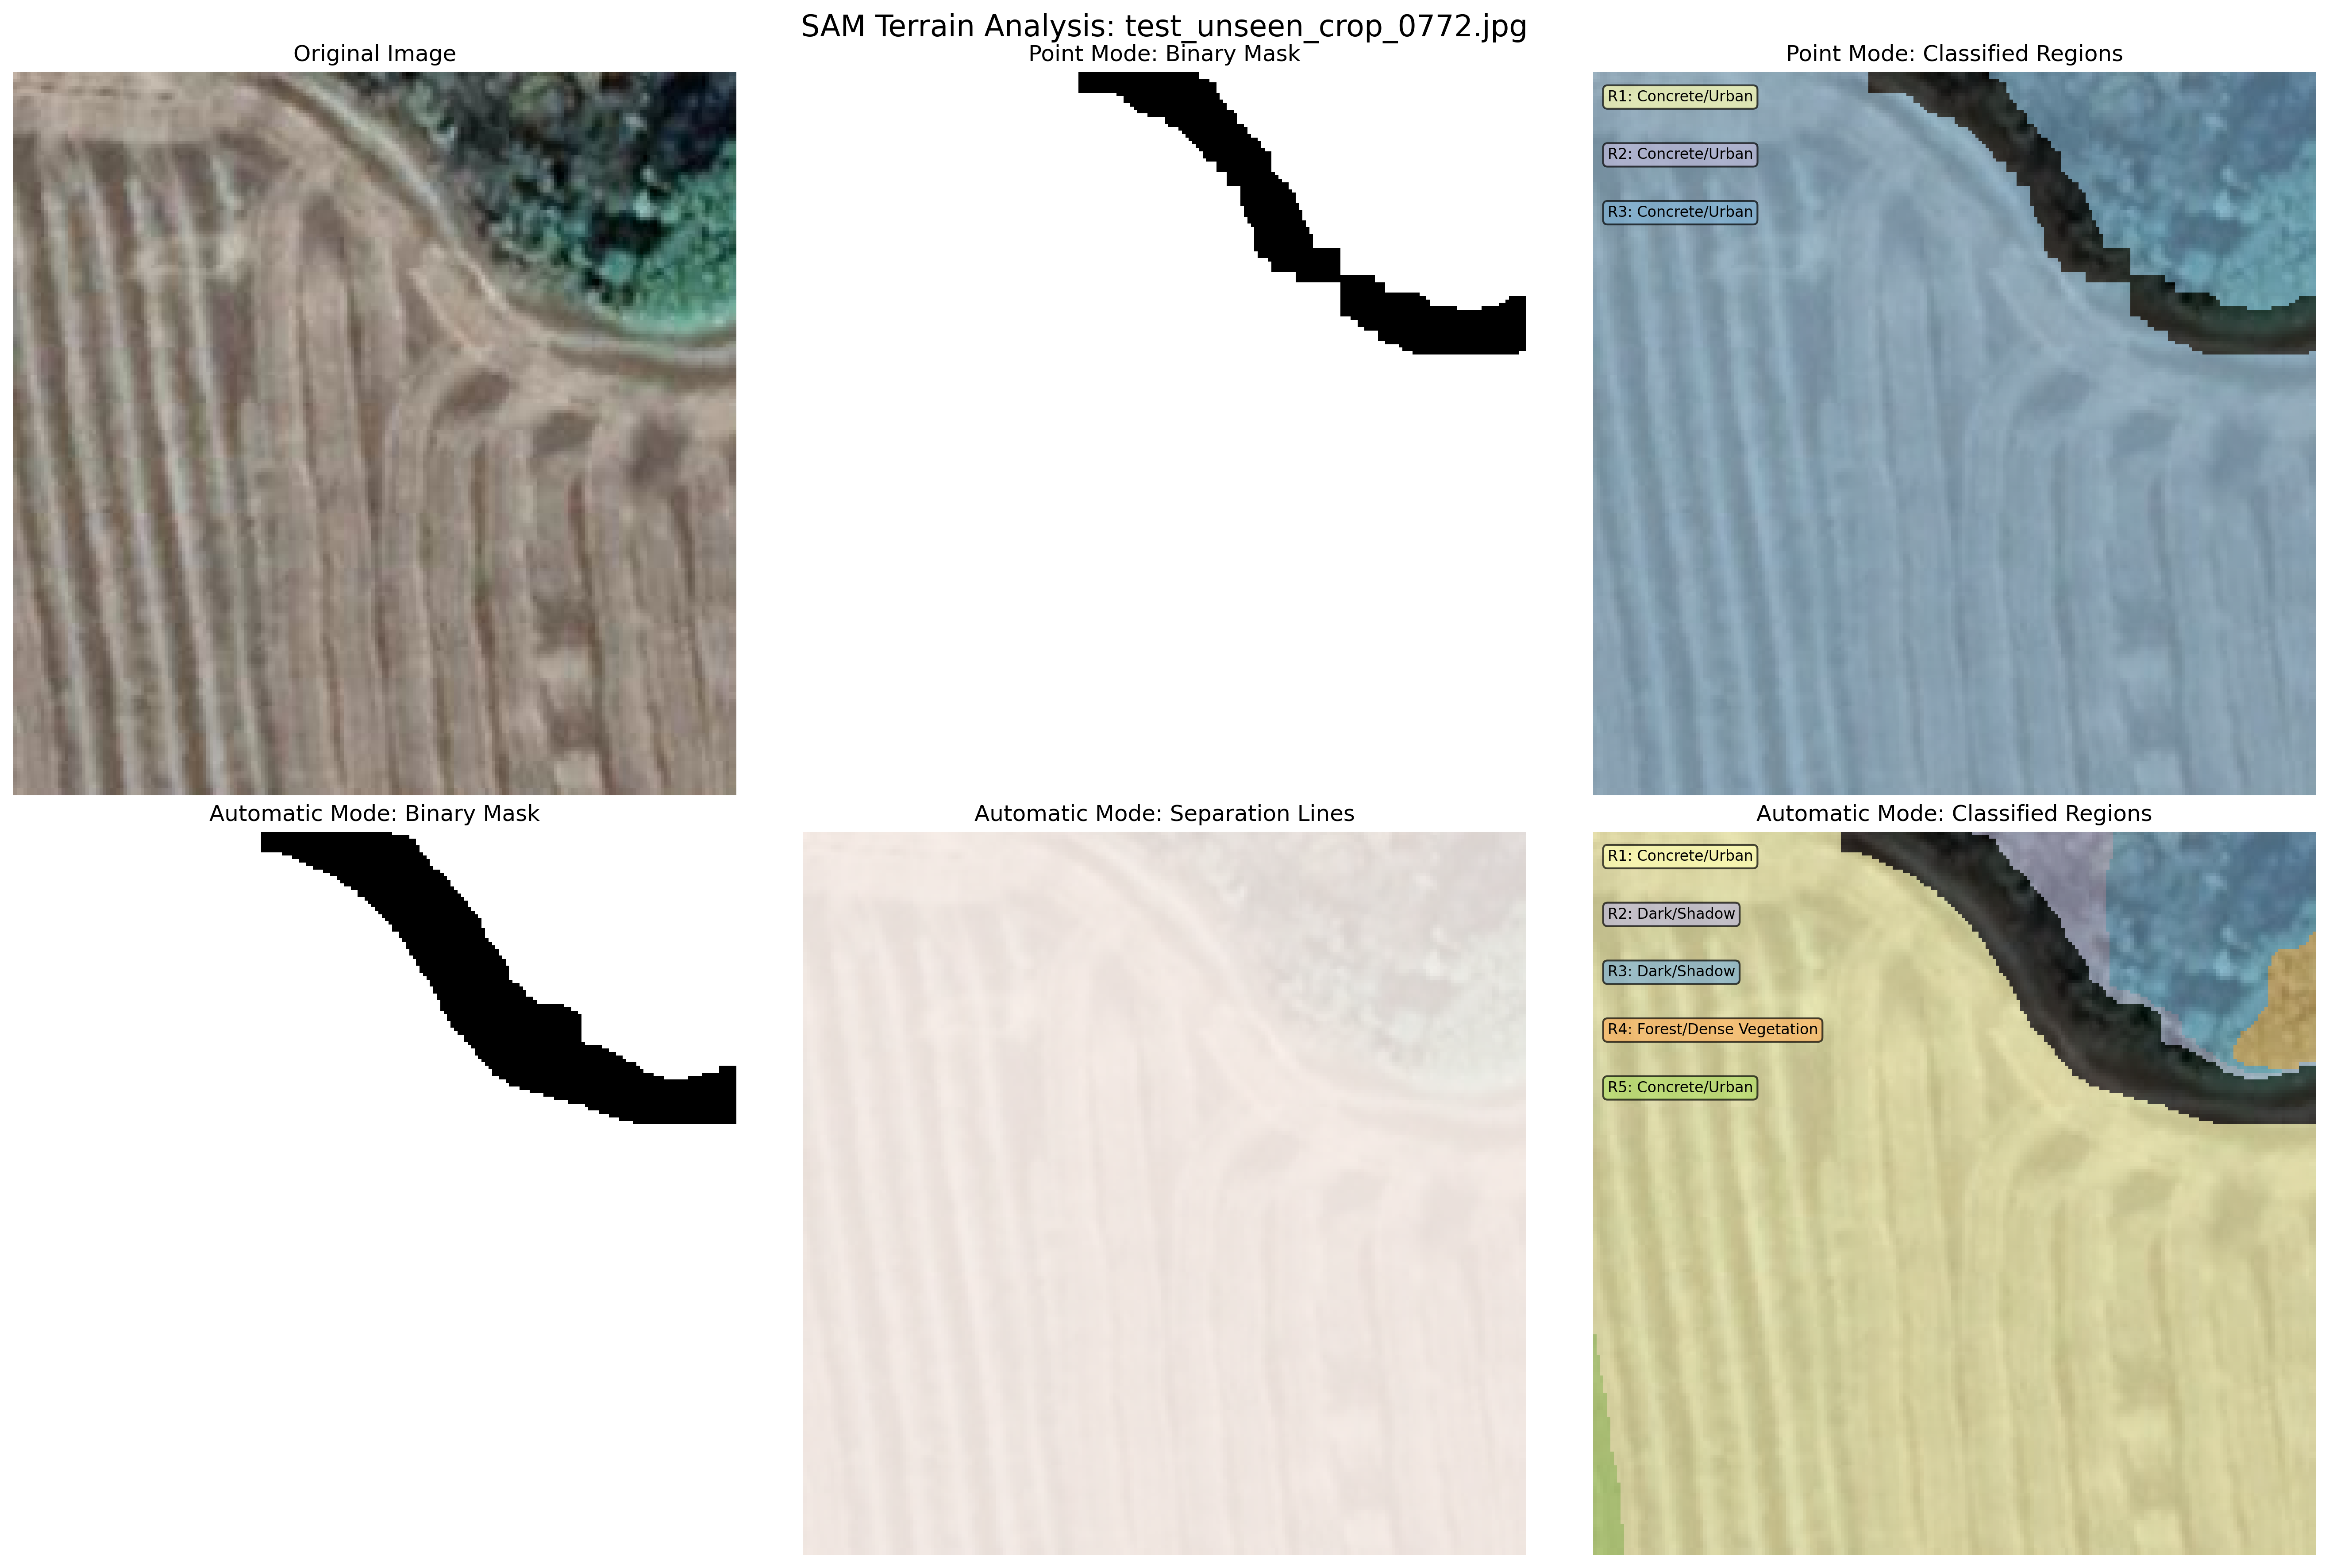 SAM Terrain Analysis: test_unseen_crop_0772.jpg
Original Image
Point Mode: Binary Mask
Point Mode: Classified Regions
R1: Concrete/Urban
R2: Concrete/Urban
R3: Concrete/Urban
Automatic Mode: Binary Mask
Automatic Mode: Separation Lines
Automatic Mode: Classified Regions
R1: Concrete/Urban
R2: Dark/Shadow
R3: Dark/Shadow
R4: Forest/Dense Vegetation
R5: Concrete/Urban